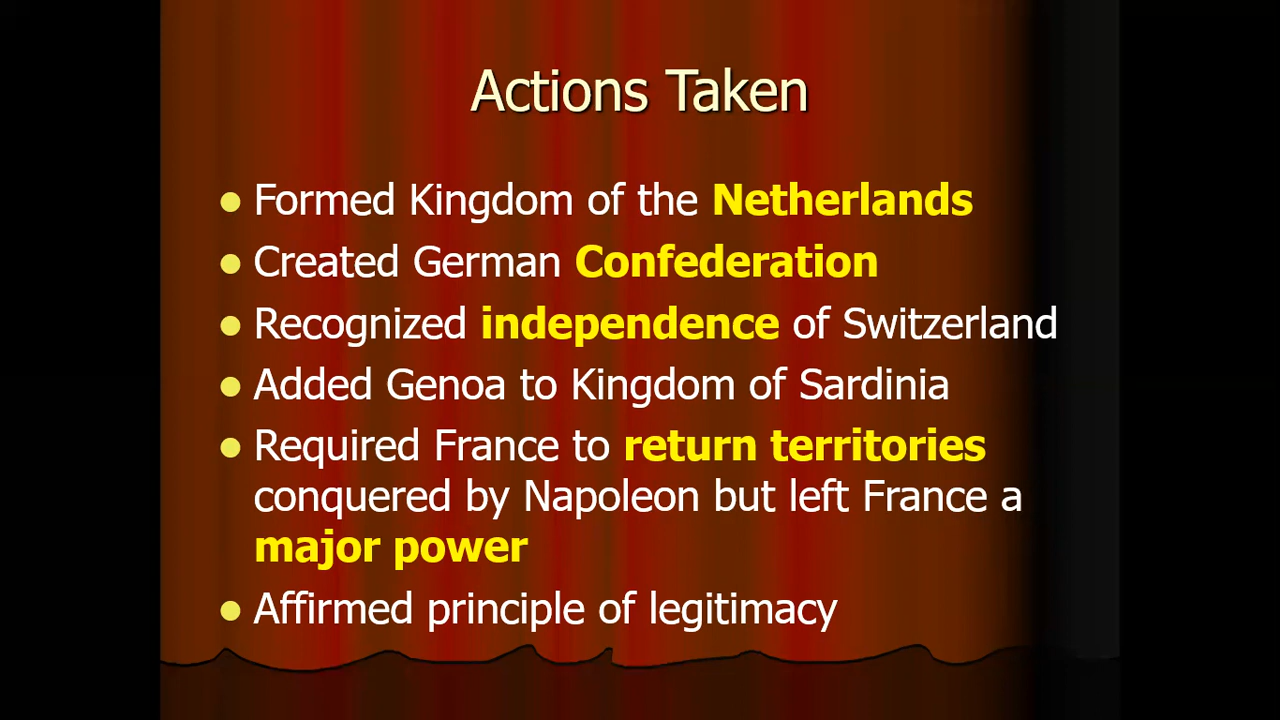 Actions Taken
Formed Kingdom of the Netherlands
Created German Confederation
Recognized independence of Switzerland
Added Genoa to Kingdom of Sardinia
Required France to return territories
conquered by Napoleon but left France a
major power
Affirmed principle of legitimacy